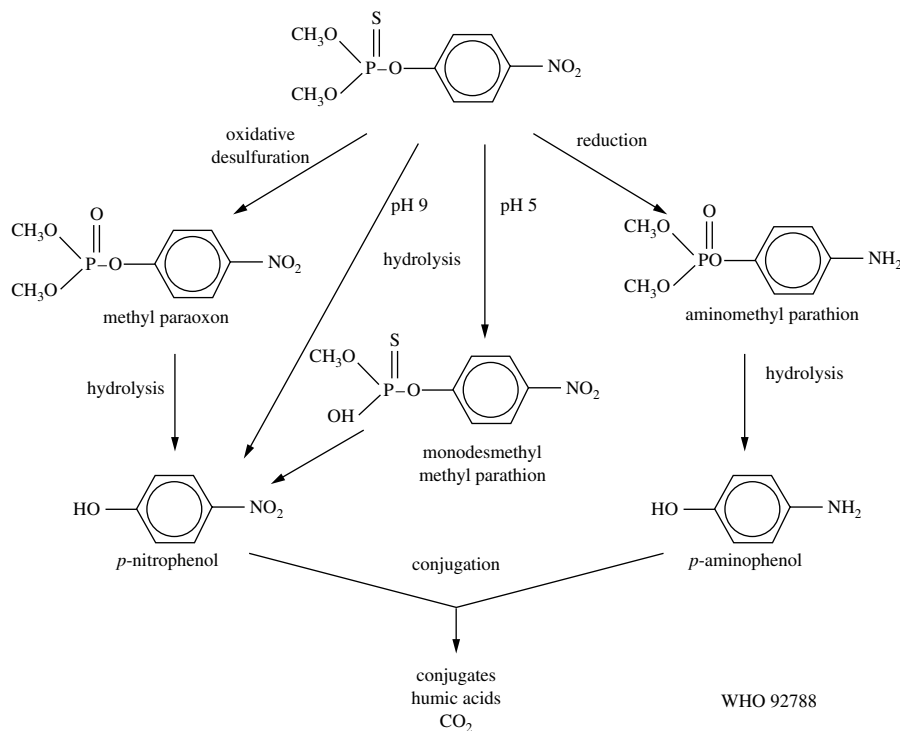 S
CH₃O
P–O
NO₂
CH₃O
oxidative
desulfuration
reduction
pH 9
pH 5
O
CH₃O
P–O
NO₂
CH₃O
methyl paraoxon
hydrolysis
O
CH₃O
PO
NH₂
CH₃O
aminomethyl parathion
S
CH₃O
P–O
NO₂
OH
monodesmethyl
methyl parathion
hydrolysis
hydrolysis
HO
NO₂
p-nitrophenol
HO
NH₂
p-aminophenol
conjugation
conjugates
humic acids
CO₂
WHO 92788